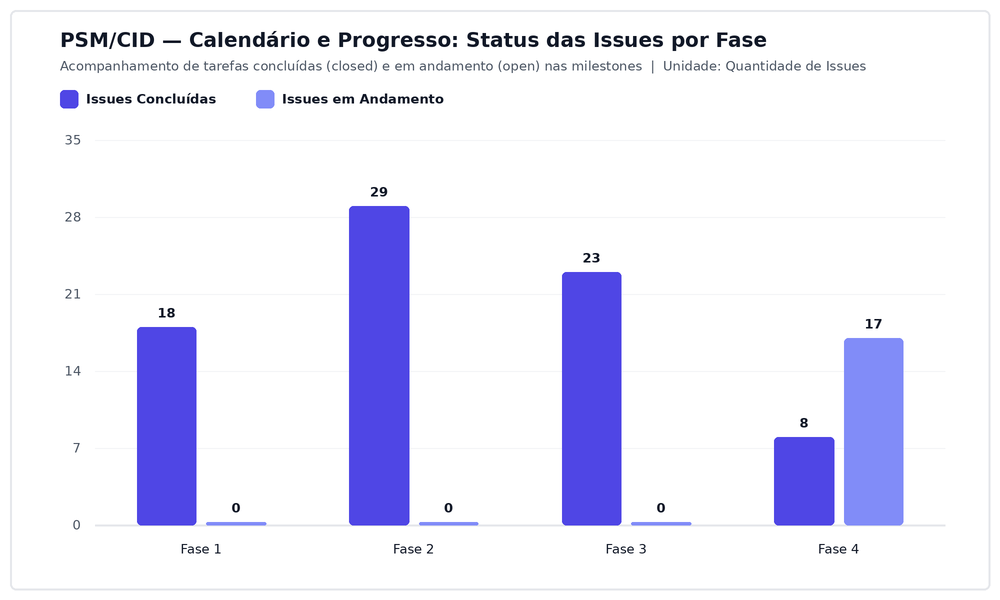 PSM/CID — Calendário e Progresso: Status das Issues por Fase
Acompanhamento de tarefas concluídas (closed) e em andamento (open) nas milestones | Unidade: Quantidade de Issues
Issues Concluídas
Issues em Andamento
35
28
21
14
7
0
18
0
29
0
23
0
8
17
Fase 1
Fase 2
Fase 3
Fase 4